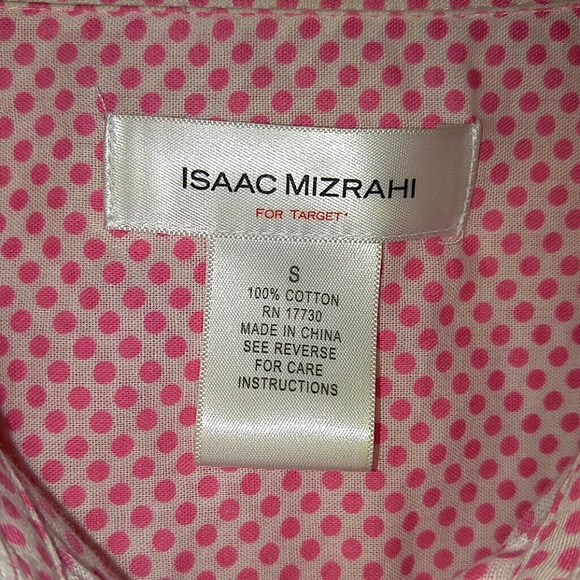 ISAAC MIZRAHI
FOR TARGET*
S
100% COTTON
RN 17730
MADE IN CHINA
SEE REVERSE
FOR CARE
INSTRUCTIONS